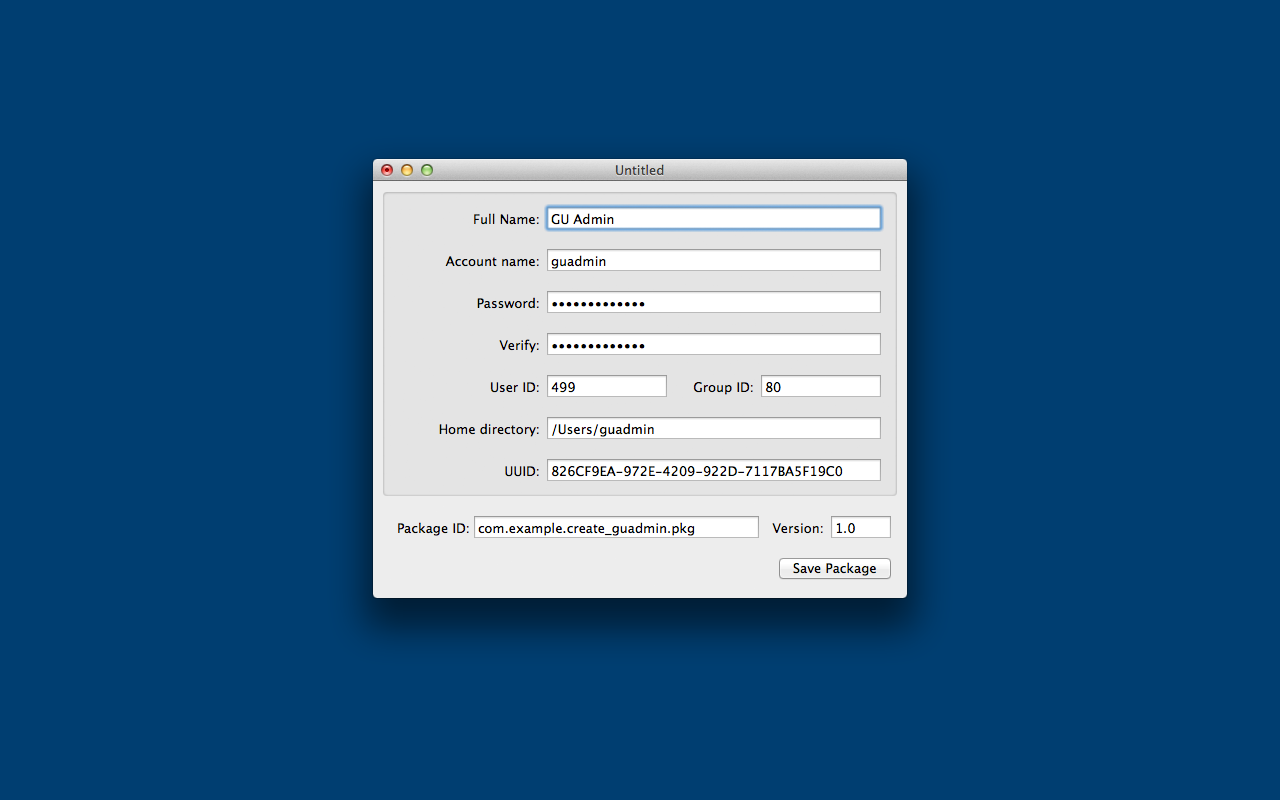 Untitled
Full Name: GU Admin
Account name: guadmin
Password: •••••••••••••
Verify: •••••••••••••
User ID: 499 Group ID: 80
Home directory: /Users/guadmin
UUID: 826CF9EA-972E-4209-922D-7117BA5F19C0
Package ID: com.example.create_guadmin.pkg Version: 1.0
Save Package